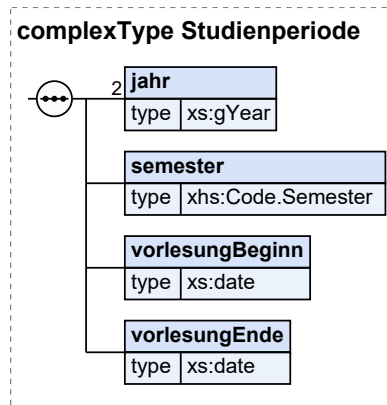 complexType Studienperiode
2 jahr
type xs:gYear
semester
type xhs:Code.Semester
vorlesungBeginn
type xs:date
vorlesungEnde
type xs:date